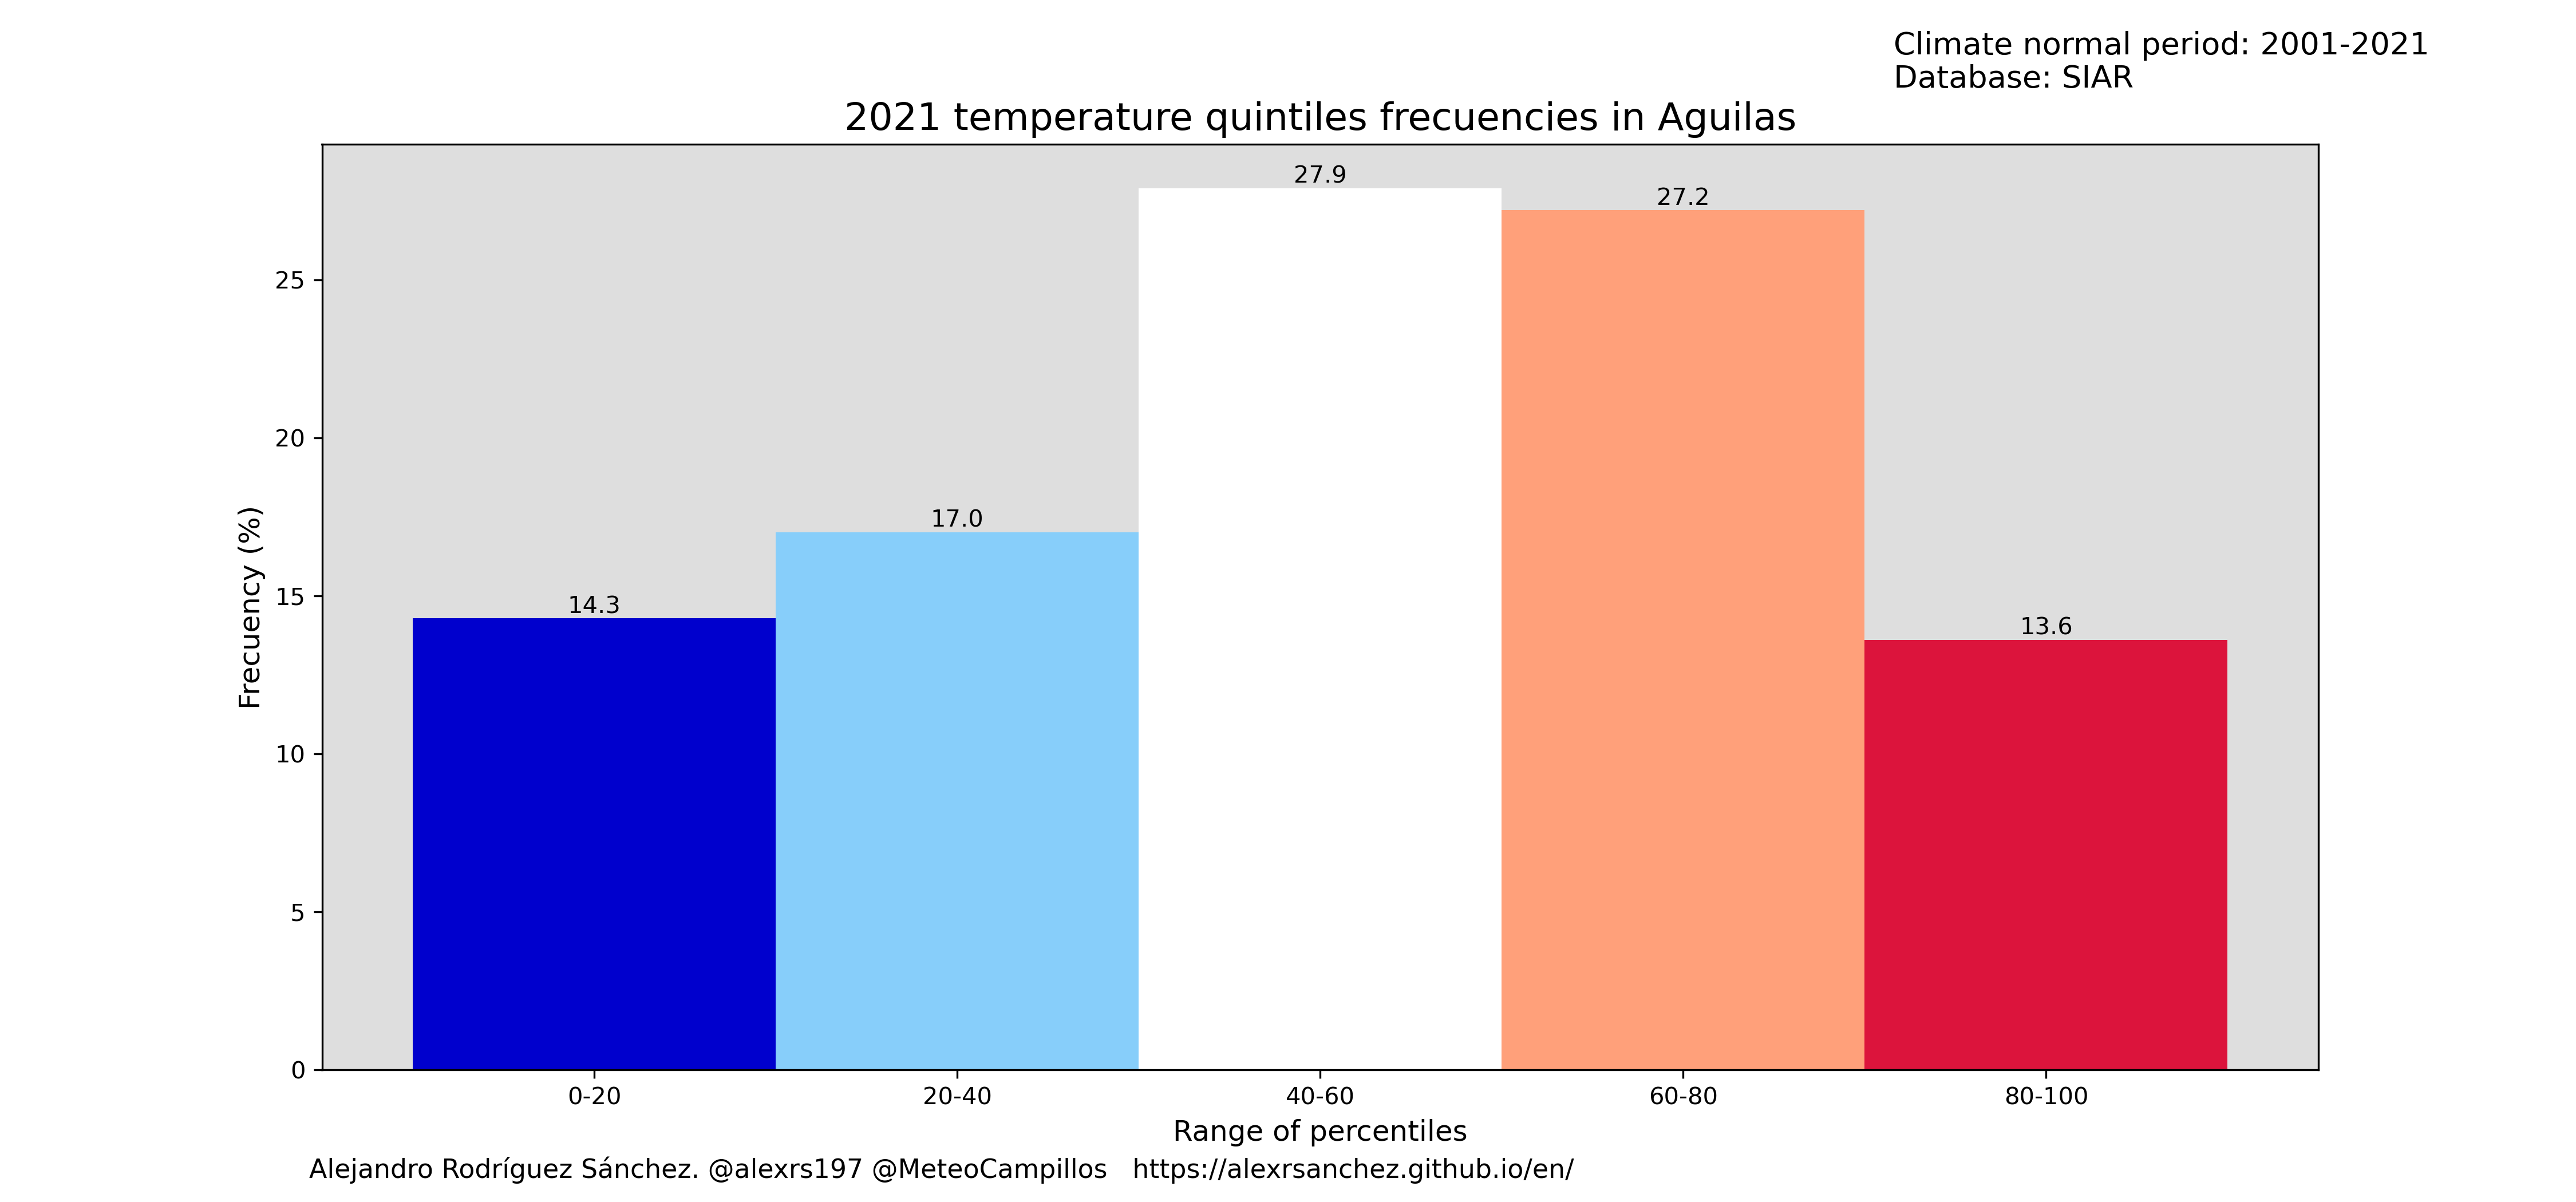 Climate normal period: 2001-2021
Database: SIAR
2021 temperature quintiles frecuencies in Aguilas
27.9
27.2
25
20
17.0
15
14.3
13.6
10
5
0
Frecuency (%)
0-20 20-40 40-60 60-80 80-100
Range of percentiles
Alejandro Rodríguez Sánchez. @alexrs197 @MeteoCampillos https://alexrsanchez.github.io/en/